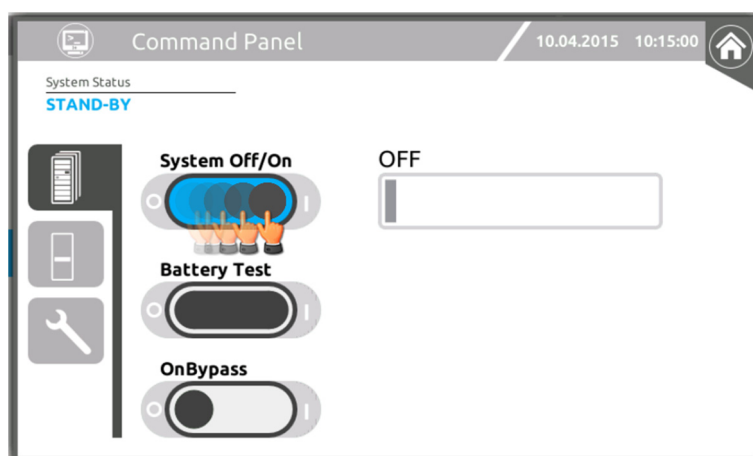 Command Panel
10.04.2015 10:15:00
System Status
STAND-BY
System Off/On
OFF
Battery Test
OnBypass